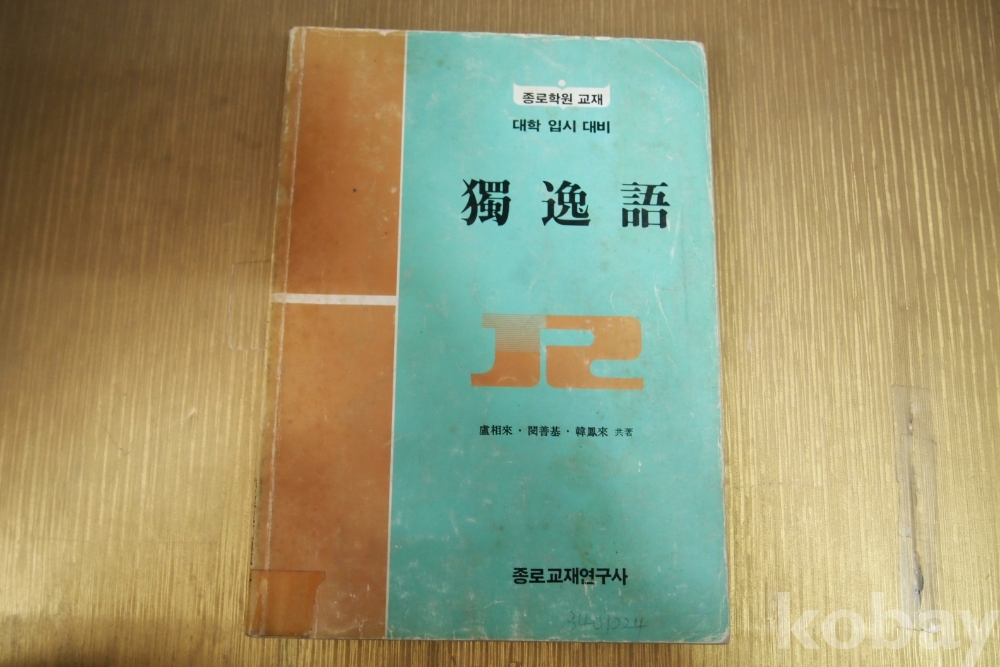 종로학원 교재
대학 입시 대비
獨逸語
盧相來 · 閔善基 · 韓鳳來 共著
종로교재연구사
kobay